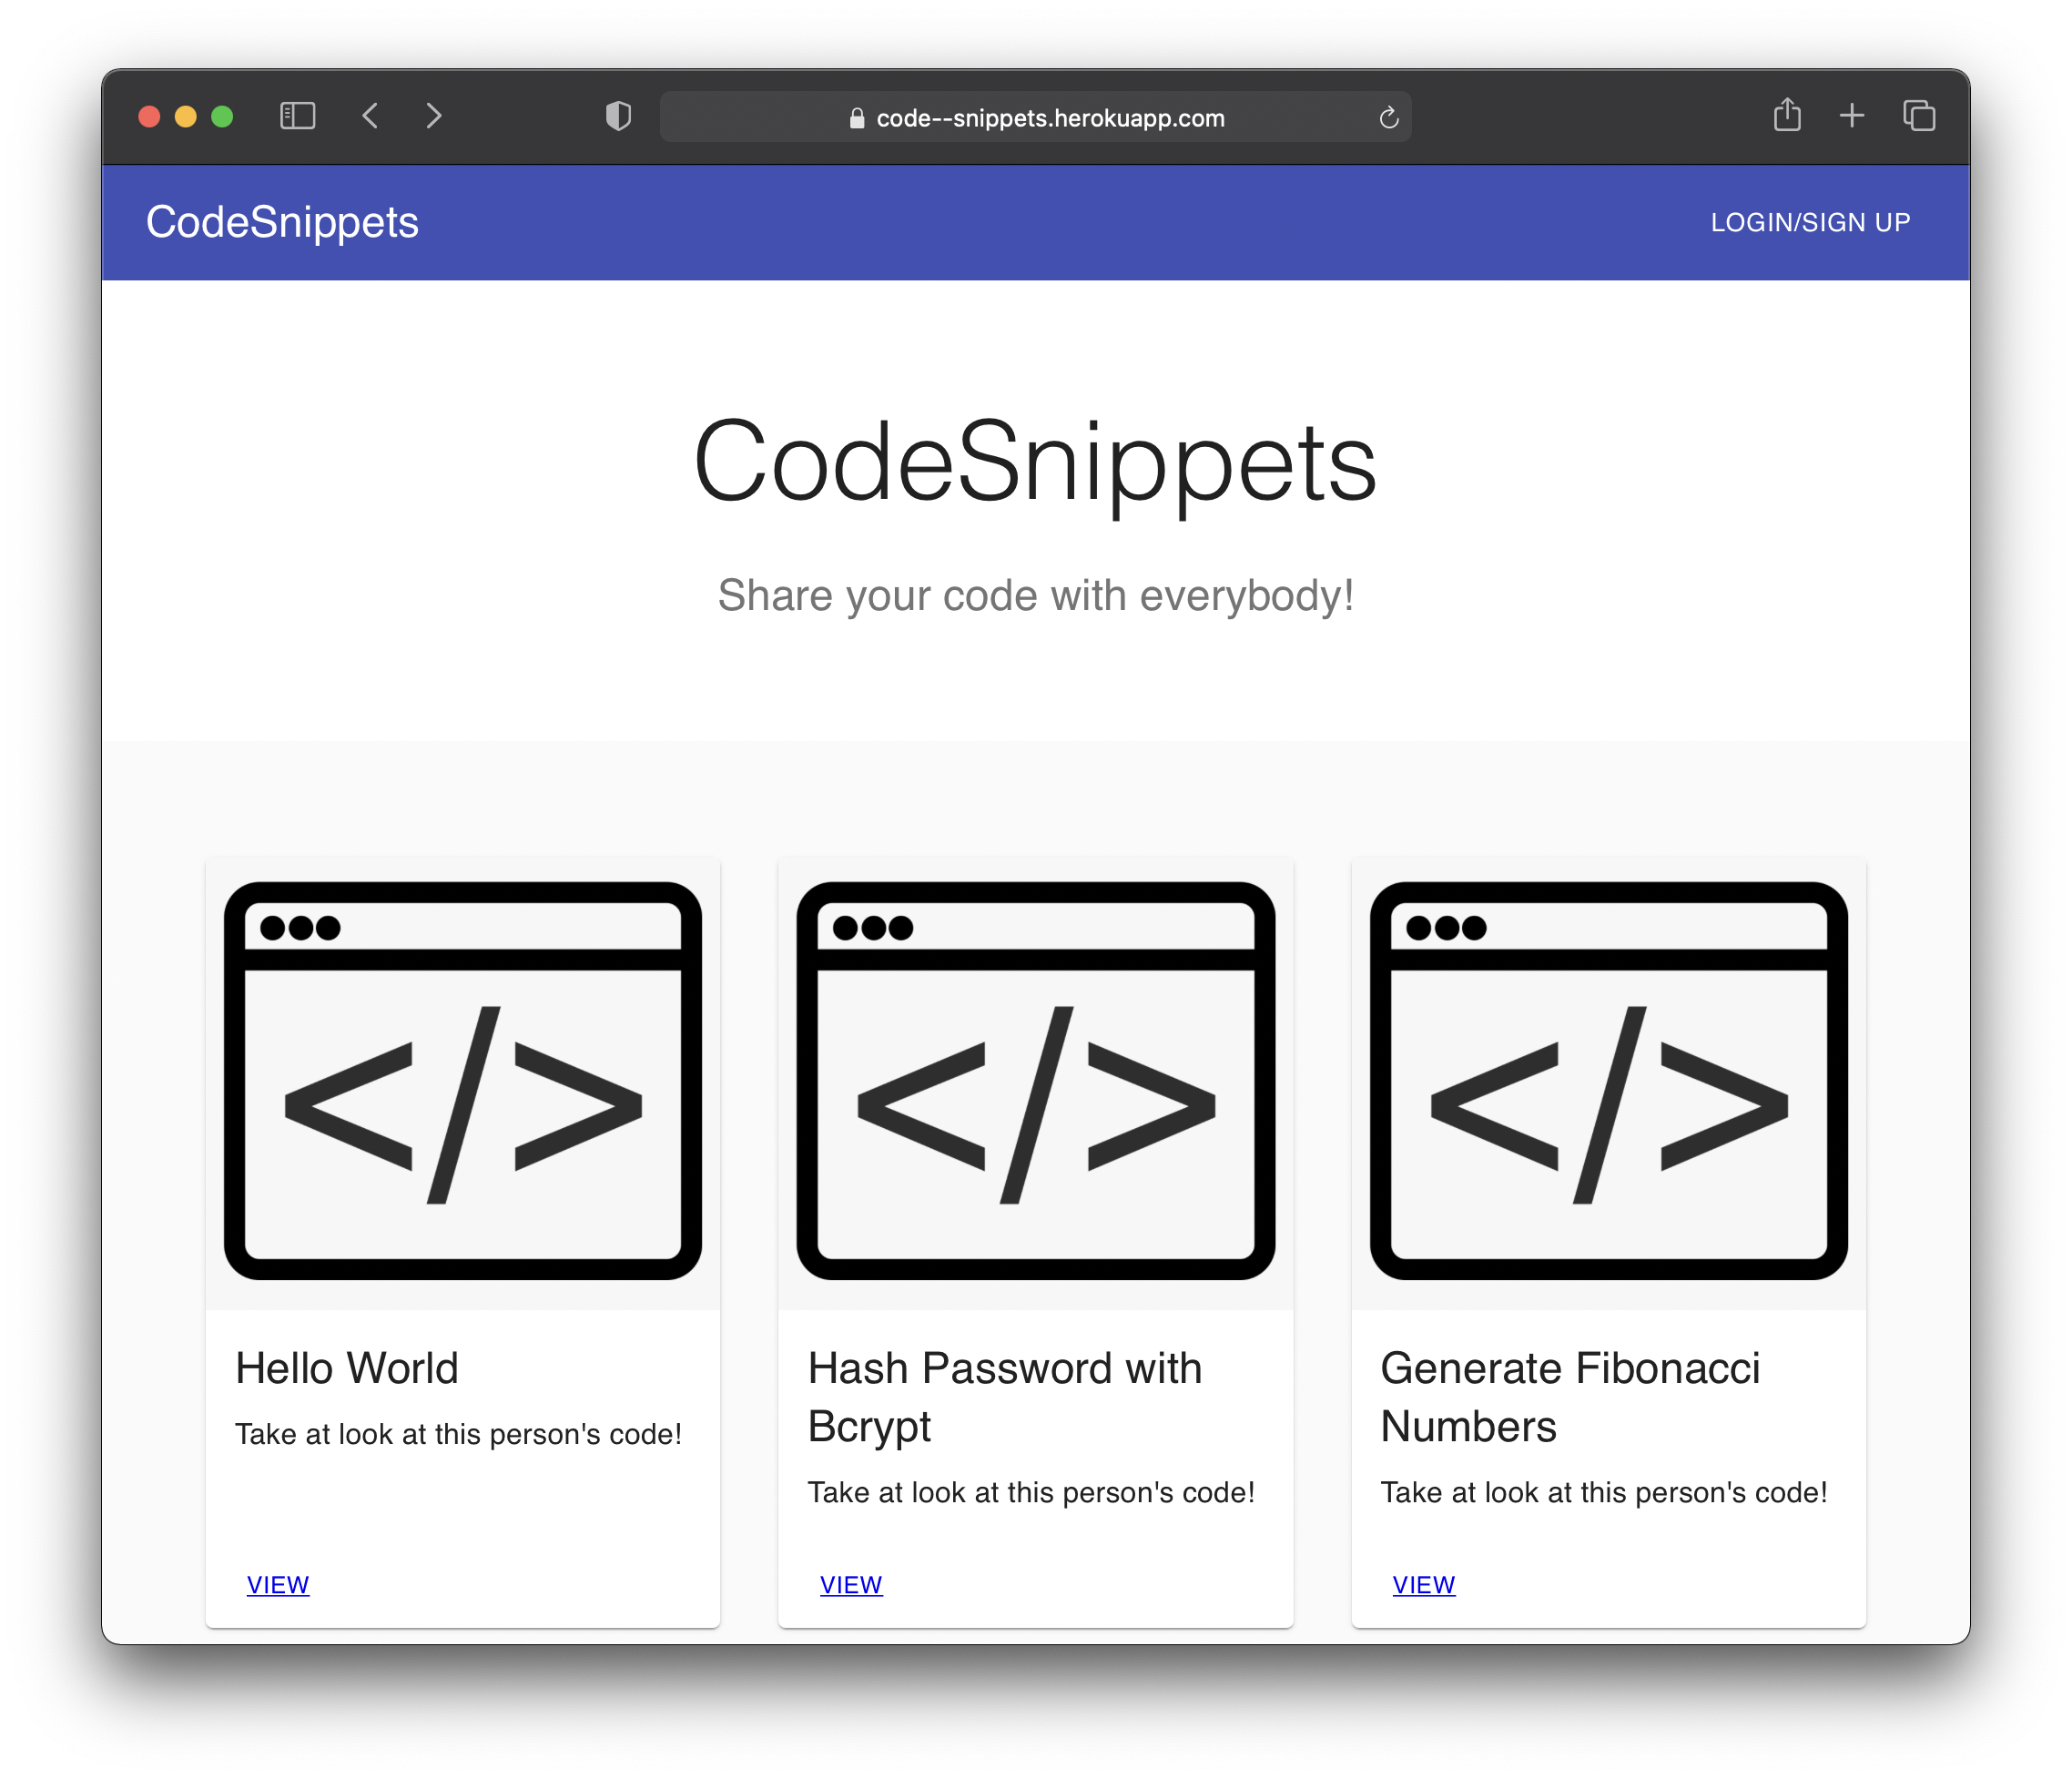 code--snippets.herokuapp.com
CodeSnippets
LOGIN/SIGN UP
CodeSnippets
Share your code with everybody!
</>
</>
</>
Hello World
Take at look at this person's code!
VIEW
Hash Password with
Bcrypt
Take at look at this person's code!
VIEW
Generate Fibonacci
Numbers
Take at look at this person's code!
VIEW